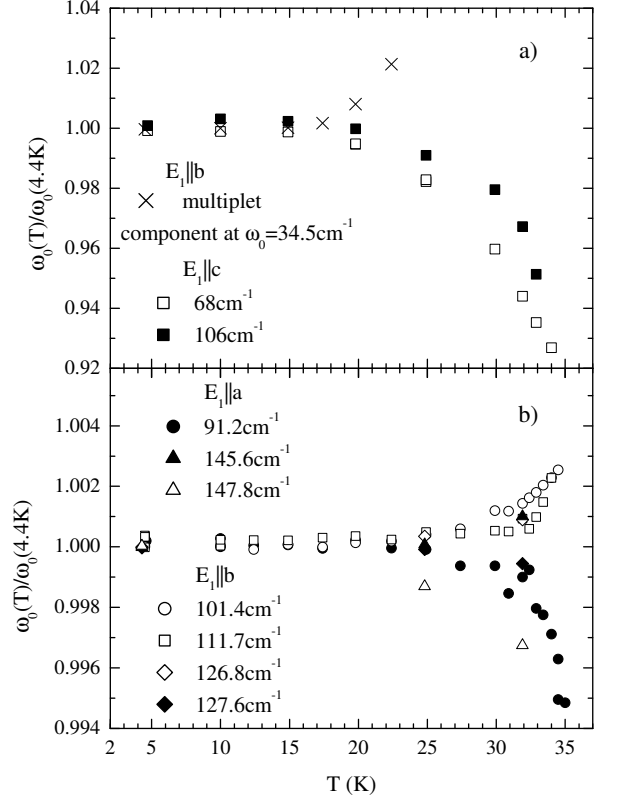 1.04
a)
1.02
1.00
0.98
0.96
0.94
0.92
ω₀(T)/ω₀(4.4K)
E₁||b
multiplet
component at ω₀=34.5cm⁻¹
E₁||c
68cm⁻¹
106cm⁻¹
b)
1.004
1.002
1.000
0.998
0.996
0.994
ω₀(T)/ω₀(4.4K)
E₁||a
91.2cm⁻¹
145.6cm⁻¹
147.8cm⁻¹
E₁||b
101.4cm⁻¹
111.7cm⁻¹
126.8cm⁻¹
127.6cm⁻¹
2 5 10 15 20 25 30 35
T (K)